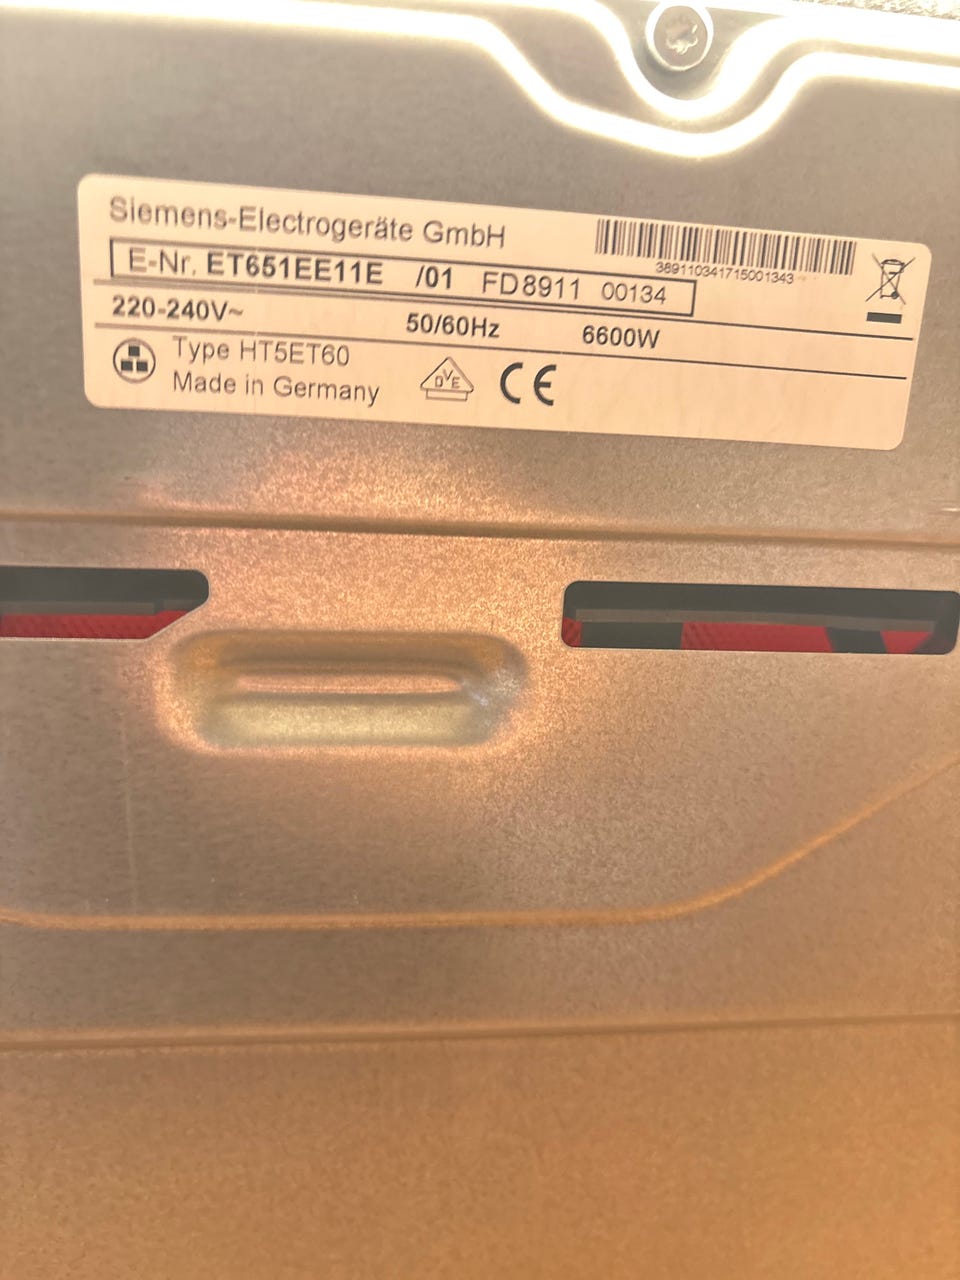 Siemens-Electrogeräte GmbH
389110341715001343
E-Nr. ET651EE11E /01 FD8911 00134
220-240V~ 50/60Hz 6600W
Type HT5ET60
Made in Germany
DVE CE